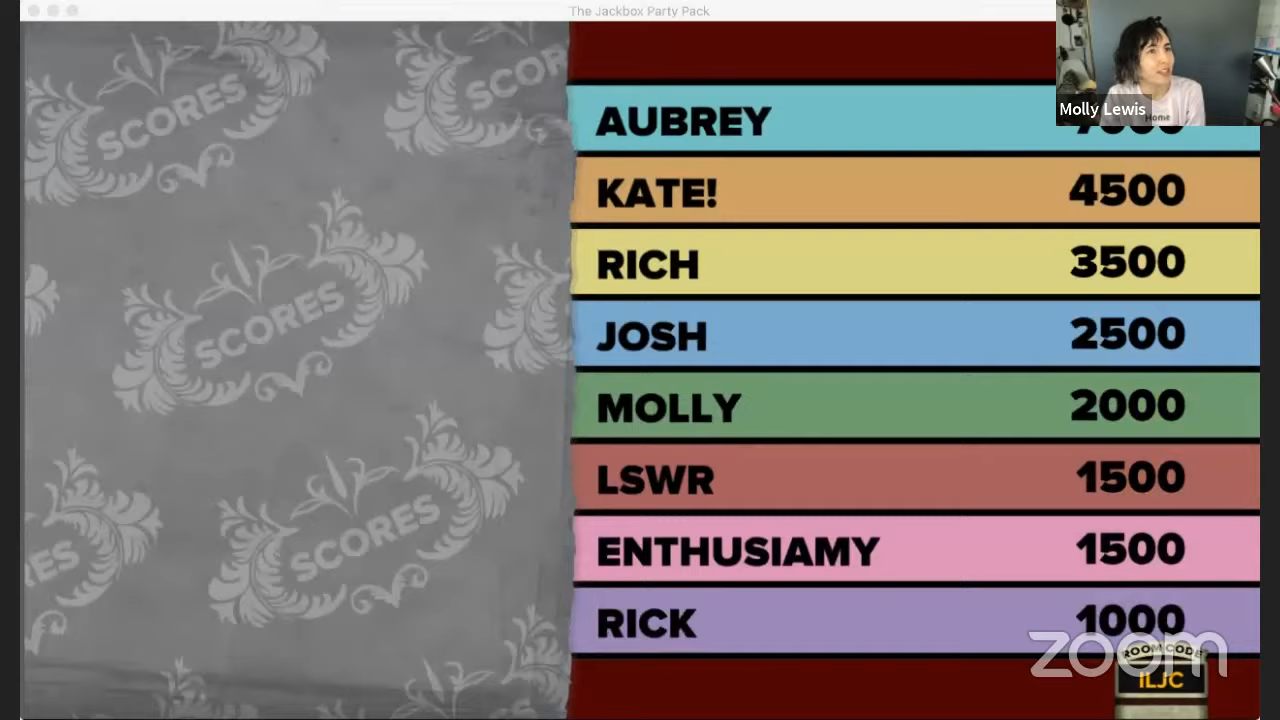 The Jackbox Party Pack
SCORES
SCORES
SCORES
SCORES
AUBREY
Molly Lewis
Home
KATE! 4500
RICH 3500
JOSH 2500
MOLLY 2000
LSWR 1500
ENTHUSIAMY 1500
RICK 1000
zoom
ROOM CODE
ILJC